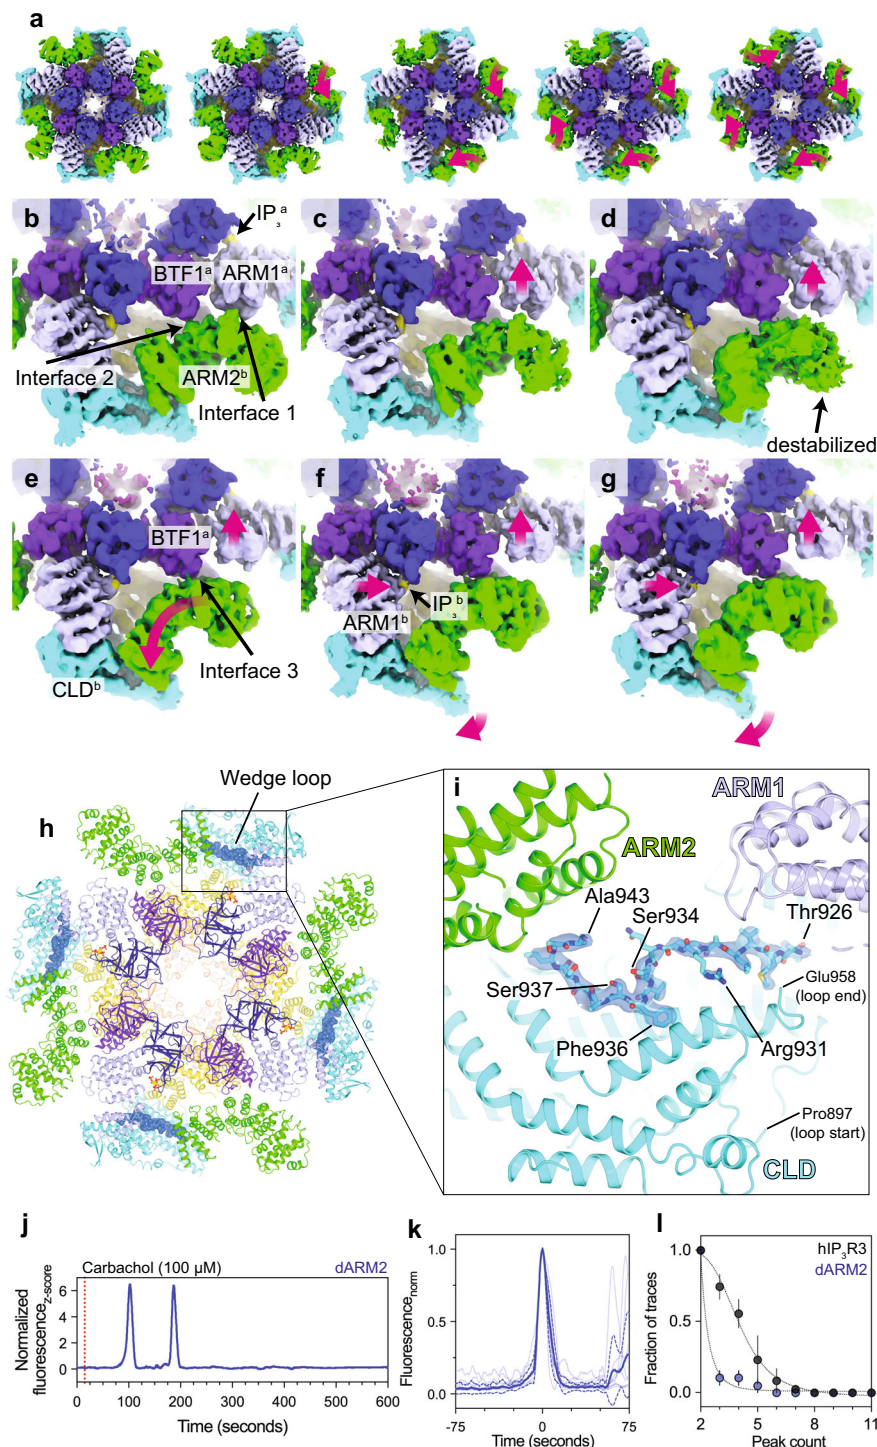 a
b
IP₃ᵃ
BTF1ᵃ
ARM1ᵃ
Interface 2
ARM2ᵇ
Interface 1
c
d
destabilized
e
BTF1ᵃ
Interface 3
CLDᵇ
f
IP₃ᵇ
ARM1ᵇ
g
h
Wedge loop
i
ARM1
ARM2
Ala943
Ser934
Thr926
Ser937
Glu958
(loop end)
Phe936
Arg931
Pro897
(loop start)
CLD
j
Carbachol (100 µM)
dARM2
Normalized
fluorescence z-score
6
4
2
0
0 100 200 300 400 500 600
Time (seconds)
k
Fluorescence norm
1.0
0.5
0.0
-75 0 75
Time (seconds)
l
hIP₃R3
dARM2
Fraction of traces
1.0
0.5
0.0
2 5 8 11
Peak count